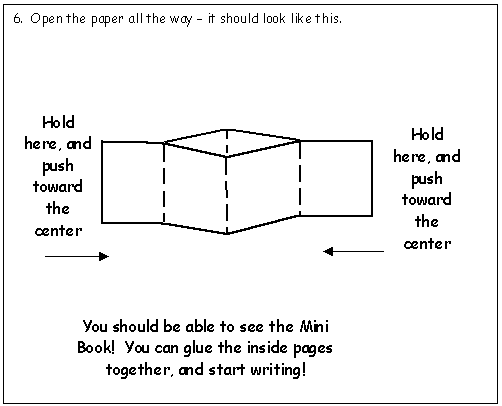 6. Open the paper all the way – it should look like this.
Hold
here, and
push
toward
the
center
Hold
here, and
push
toward
the
center
You should be able to see the Mini
Book! You can glue the inside pages
together, and start writing!